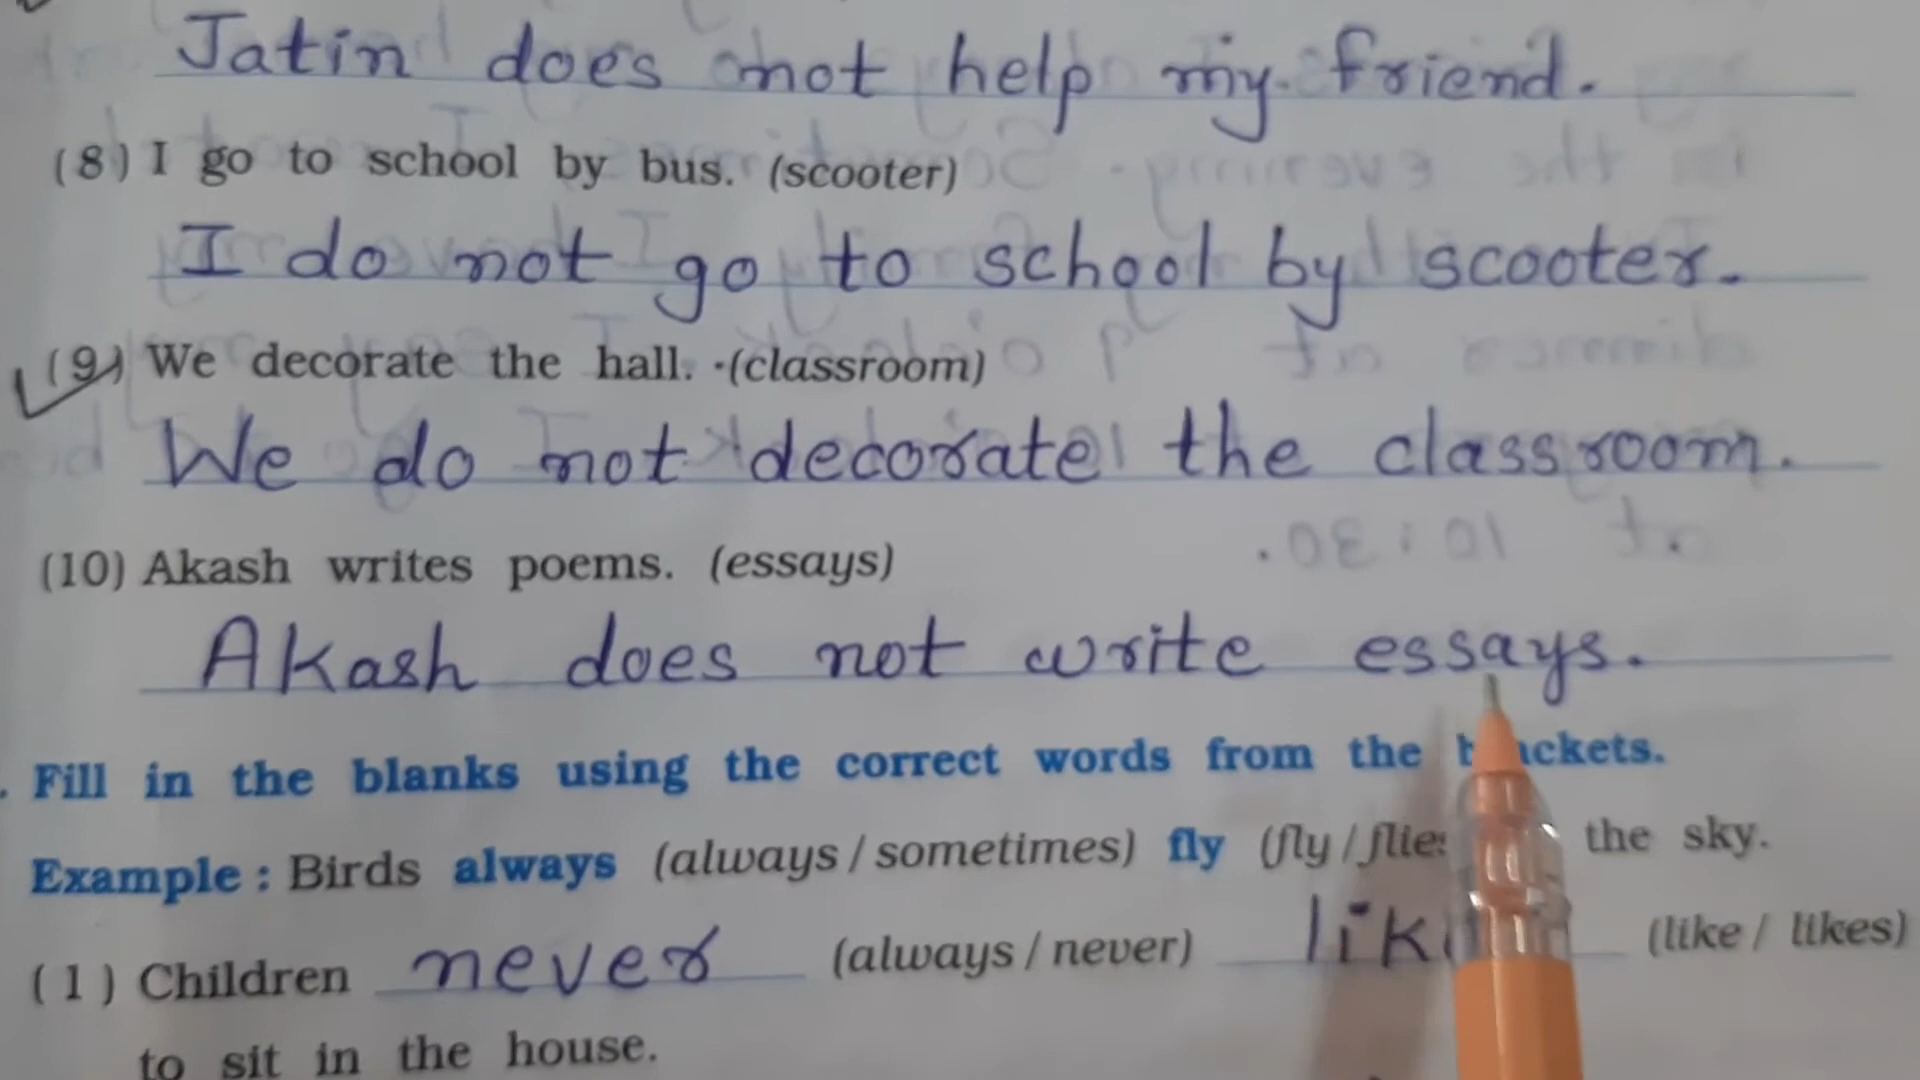 Jatin does not help my friend.
(8) I go to school by bus. (scooter)
I do not go to school by scooter.
(9) We decorate the hall. (classroom)
We do not decorate the classroom.
(10) Akash writes poems. (essays)
Akash does not write essays.
. Fill in the blanks using the correct words from the
Example : Birds always (always / sometimes) fly (fly / the sky.
(1) Children never (always / never) (like / likes)
to sit in the house.